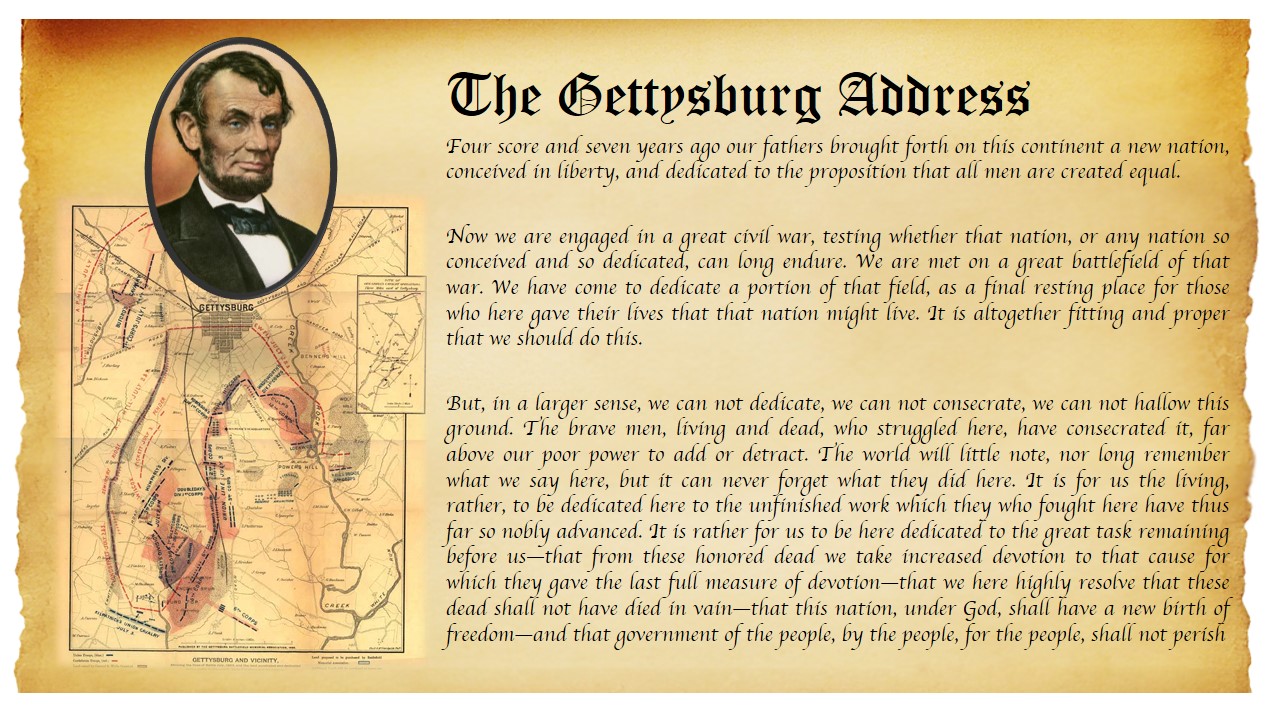 The Gettysburg Address
Four score and seven years ago our fathers brought forth on this continent a new nation,
conceived in liberty, and dedicated to the proposition that all men are created equal.
Now we are engaged in a great civil war, testing whether that nation, or any nation so
conceived and so dedicated, can long endure. We are met on a great battlefield of that
war. We have come to dedicate a portion of that field, as a final resting place for those
who here gave their lives that that nation might live. It is altogether fitting and proper
that we should do this.
But, in a larger sense, we can not dedicate, we can not consecrate, we can not hallow this
ground. The brave men, living and dead, who struggled here, have consecrated it, far
above our poor power to add or detract. The world will little note, nor long remember
what we say here, but it can never forget what they did here. It is for us the living,
rather, to be dedicated here to the unfinished work which they who fought here have thus
far so nobly advanced. It is rather for us to be here dedicated to the great task remaining
before us—that from these honored dead we take increased devotion to that cause for
which they gave the last full measure of devotion—that we here highly resolve that these
dead shall not have died in vain—that this nation, under God, shall have a new birth of
freedom—and that government of the people, by the people, for the people, shall not perish
GETTYSBURG
BENNERS HILL
POWERS HILL
CREEK
GETTYSBURG AND VICINITY.